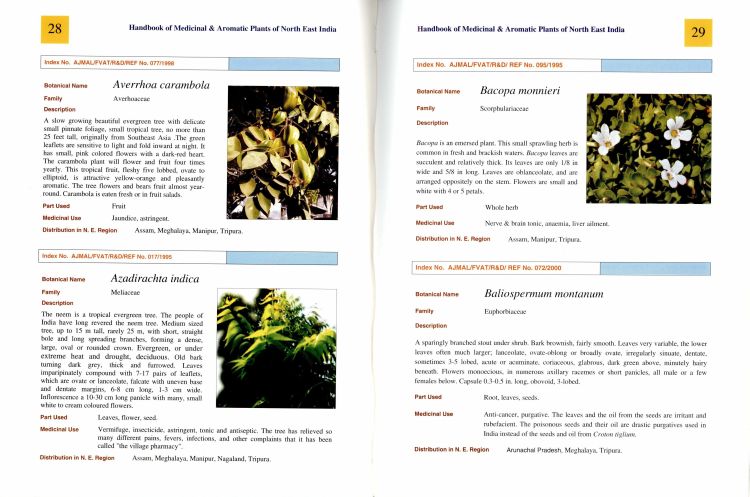 28
Handbook of Medicinal & Aromatic Plants of North East India
Index No. AJMAL/FVAT/R&D/REF No. 077/1998
Botanical Name Averrhoa carambola
Family Averhoaceae
Description
A slow growing beautiful evergreen tree with delicate
small pinnate foliage, small tropical tree, no more than
25 feet tall, originally from Southeast Asia .The green
leaflets are sensitive to light and fold inward at night. It
has small, pink colored flowers with a dark-red heart.
The carambola plant will flower and fruit four times
yearly. This tropical fruit, fleshy five lobbed, ovate to
elliptoid, is attractive yellow-orange and pleasantly
aromatic. The tree flowers and bears fruit almost year-
round. Carambola is eaten fresh or in fruit salads.
Part Used Fruit
Medicinal Use Jaundice, astringent.
Distribution in N. E. Region Assam, Meghalaya, Manipur, Tripura.
Index No. AJMAL/FVAT/R&D/REF No. 017/1995
Botanical Name Azadirachta indica
Family Meliaceae
Description
The neem is a tropical evergreen tree. The people of
India have long revered the neem tree. Medium sized
tree, up to 15 m tall, rarely 25 m, with short, straight
bole and long spreading branches, forming a dense,
large, oval or rounded crown. Evergreen, or under
extreme heat and drought, deciduous. Old bark
turning dark grey, thick and furrowed. Leaves
imparipinately compund with 7-17 pairs of leaflets,
which are ovate or lanceolate, falcate with uneven base
and dentate margins, 6-8 cm long, 1-3 cm wide.
Inflorescence a 10-30 cm long panicle with many, small
white to cream coloured flowers.
Part Used Leaves, flower, seed.
Medicinal Use Vermifuge, insecticide, astringent, tonic and antiseptic. The tree has relieved so
many different pains, fevers, infections, and other complaints that it has been
called "the village pharmacy".
Distribution in N. E. Region Assam, Meghalaya, Manipur, Nagaland, Tripura.
Handbook of Medicinal & Aromatic Plants of North East India
29
Index No. AJMAL/FVAT/R&D/ REF No. 095/1995
Botanical Name Bacopa monnieri
Family Scorphulariaceae
Description
Bacopa is an emersed plant. This small sprawling herb is
common in fresh and brackish waters. Bacopa leaves are
succulent and relatively thick. Its leaves are only 1/8 in
wide and 5/8 in long. Leaves are oblanceolate, and are
arranged oppositely on the stem. Flowers are small and
white with 4 or 5 petals.
Part Used Whole herb
Medicinal Use Nerve & brain tonic, anaemia, liver ailment.
Distribution in N. E. Region Assam, Manipur, Tripura.
Index No. AJMAL/FVAT/R&D/ REF No. 072/2000
Botanical Name Baliospermum montanum
Family Euphorbiaceae
Description
A sparingly branched stout under shrub. Bark brownish, fairly smooth. Leaves very variable, the lower
leaves often much larger; lanceolate, ovate-oblong or broadly ovate, irregularly sinuate, dentate,
sometimes 3-5 lobed, acute or acuminate, coriaceous, glabrous, dark green above, minutely hairy
beneath. Flowers monoecious, in numerous axillary racemes or short panicles, all male or a few
females below. Capsule 0.3-0.5 in. long, obovoid, 3-lobed.
Part Used Root, leaves, seeds.
Medicinal Use Anti-cancer, purgative. The leaves and the oil from the seeds are irritant and
rubefacient. The poisonous seeds and their oil are drastic purgatives used in
India instead of the seeds and oil from Croton tiglium.
Distribution in N. E. Region Arunachal Pradesh, Meghalaya, Tripura.